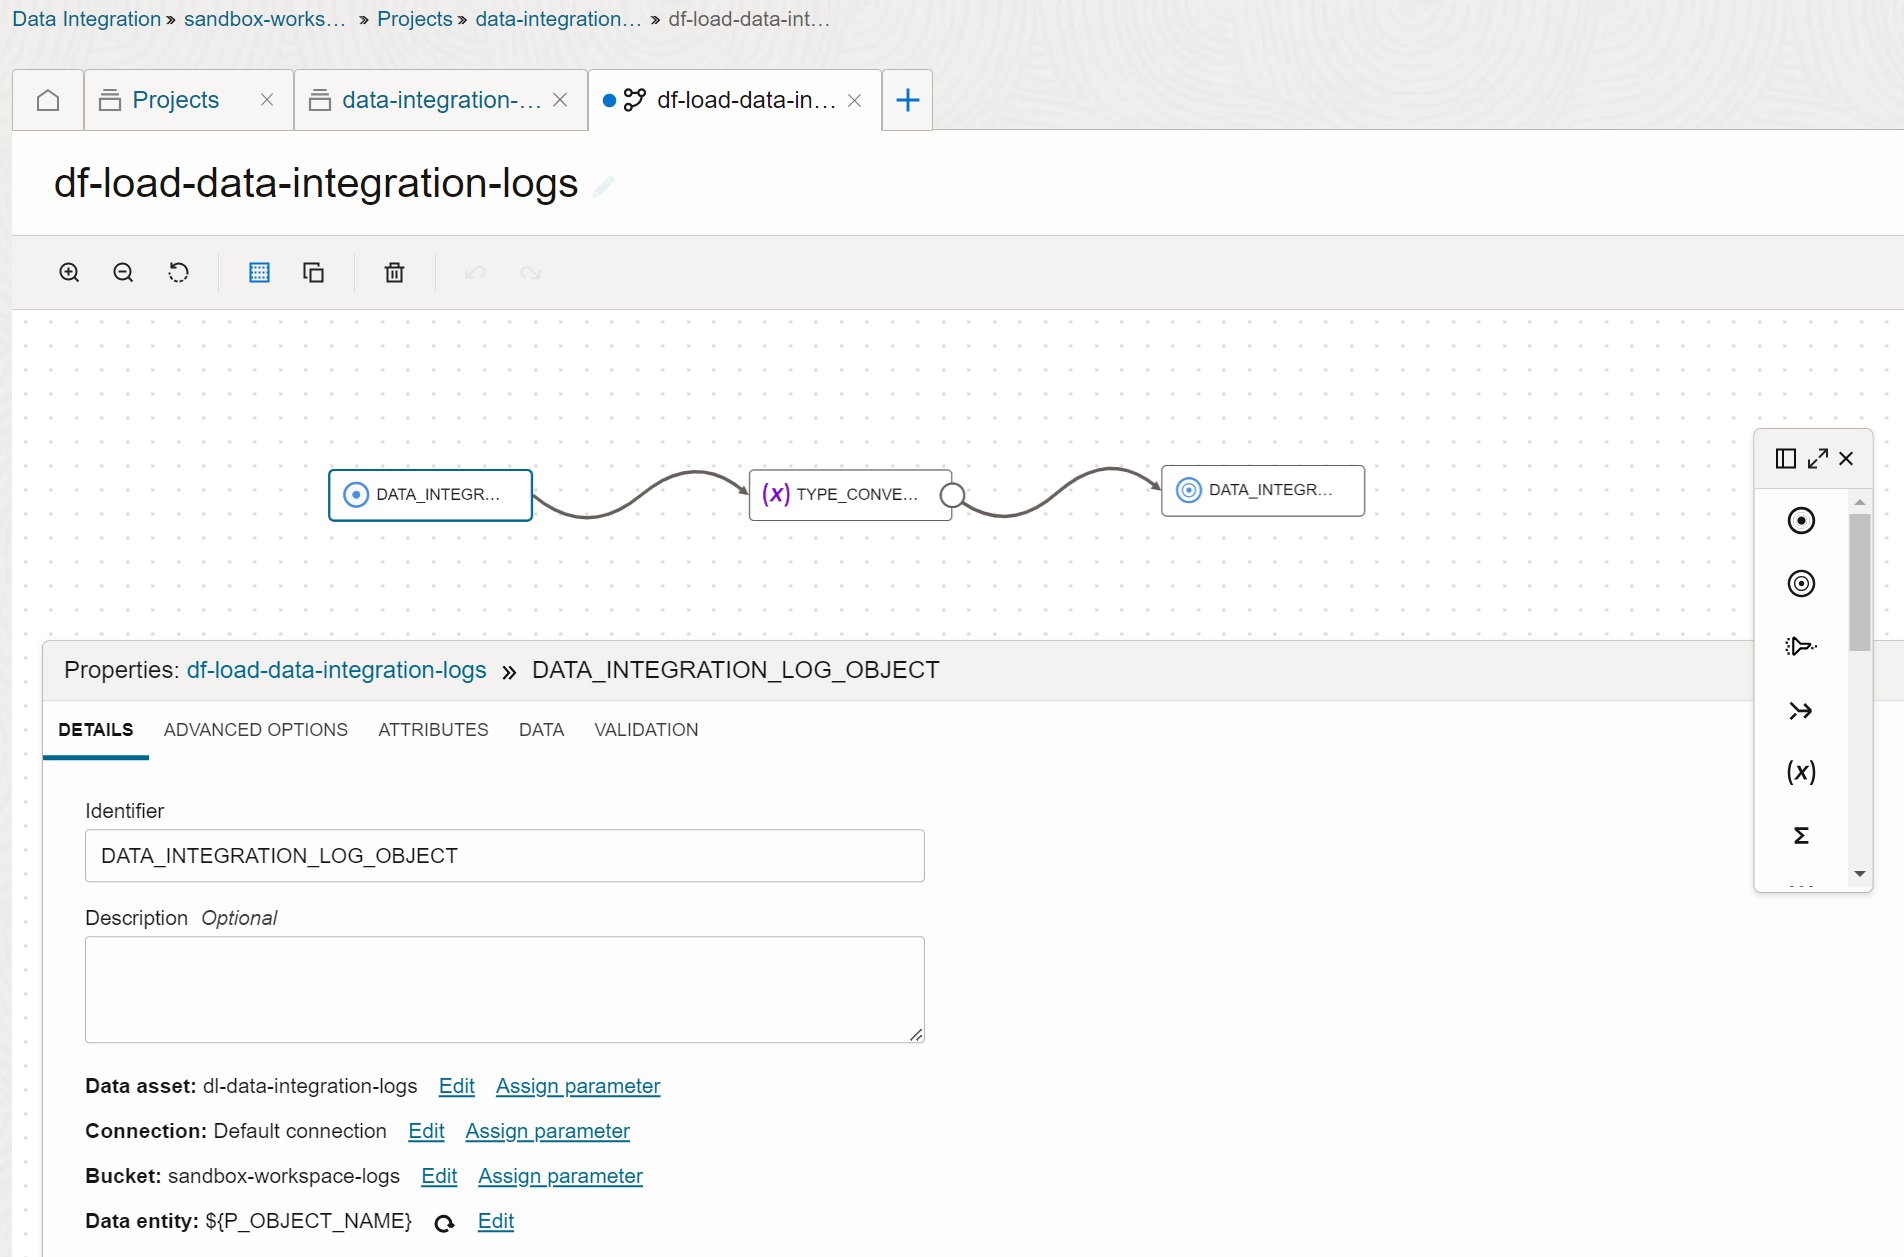 Data Integration » sandbox-works... » Projects » data-integration... » df-load-data-int...
Projects data-integration-... df-load-data-in...
df-load-data-integration-logs
DATA_INTEGR... (x) TYPE_CONVE... DATA_INTEGR...
Properties: df-load-data-integration-logs » DATA_INTEGRATION_LOG_OBJECT
DETAILS ADVANCED OPTIONS ATTRIBUTES DATA VALIDATION
(x)
Σ
Identifier
DATA_INTEGRATION_LOG_OBJECT
Description Optional
Data asset: dl-data-integration-logs Edit Assign parameter
Connection: Default connection Edit Assign parameter
Bucket: sandbox-workspace-logs Edit Assign parameter
Data entity: ${P_OBJECT_NAME} Edit